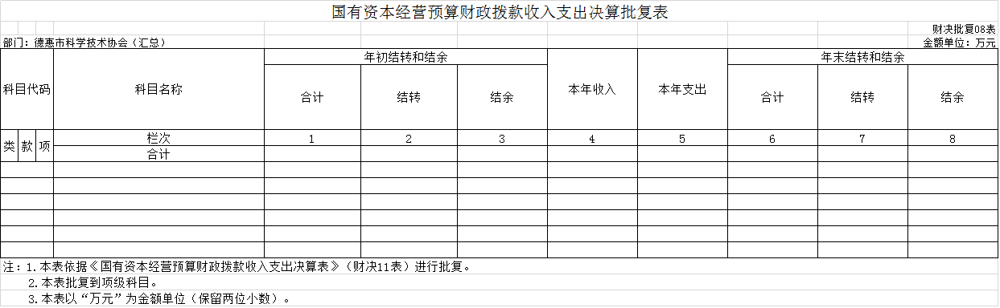 国有资本经营预算财政拨款收入支出决算批复表
财决批复08表
部门：德惠市科学技术协会（汇总）
金额单位：万元
科目代码 科目名称 年初结转和结余 本年收入 本年支出 年末结转和结余
合计 结转 结余 合计 结转 结余
类 款 项 栏次 1 2 3 4 5 6 7 8
合计
注：1.本表依据《国有资本经营预算财政拨款收入支出决算表》（财决11表）进行批复。
2.本表批复到项级科目。
3.本表以“万元”为金额单位（保留两位小数）。